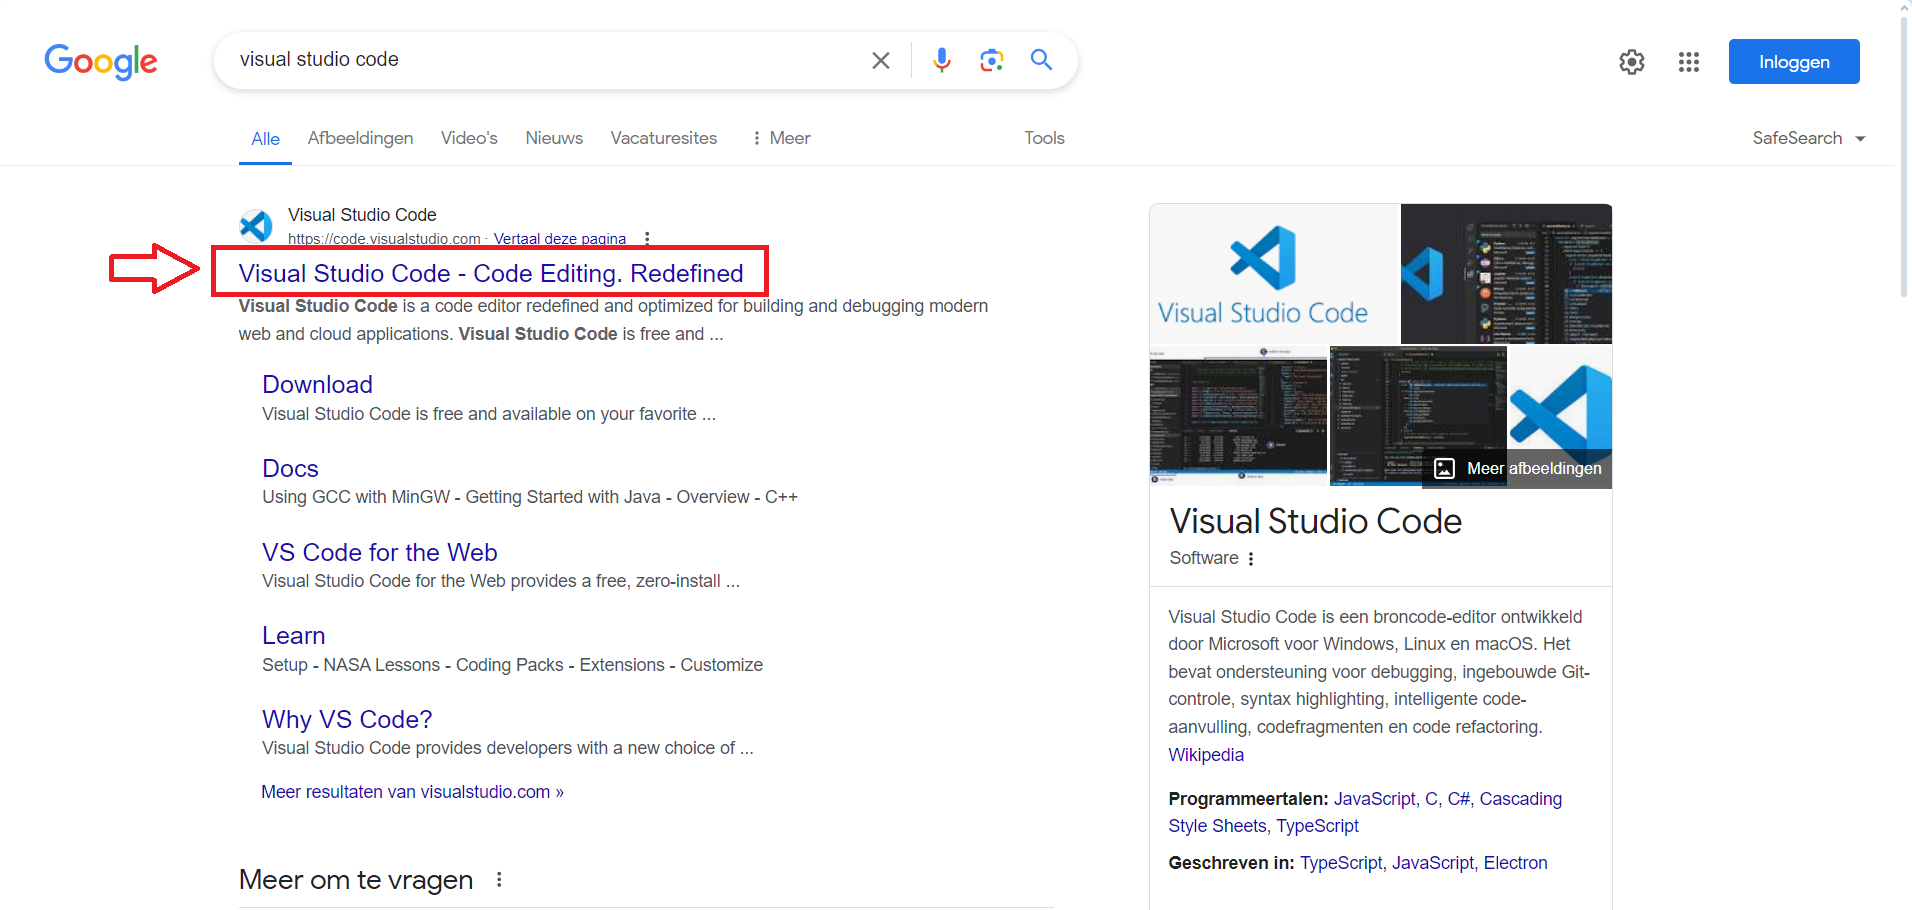 Google
visual studio code
Inloggen
Alle
Afbeeldingen
Video's
Nieuws
Vacaturesites
Meer
Tools
SafeSearch
Visual Studio Code
https://code.visualstudio.com · Vertaal deze pagina
Visual Studio Code - Code Editing. Redefined
Visual Studio Code is a code editor redefined and optimized for building and debugging modern
web and cloud applications. Visual Studio Code is free and ...
Download
Visual Studio Code is free and available on your favorite ...
Docs
Using GCC with MinGW - Getting Started with Java - Overview - C++
VS Code for the Web
Visual Studio Code for the Web provides a free, zero-install ...
Learn
Setup - NASA Lessons - Coding Packs - Extensions - Customize
Why VS Code?
Visual Studio Code provides developers with a new choice of ...
Meer resultaten van visualstudio.com »
Meer om te vragen
Visual Studio Code
Meer afbeeldingen
Visual Studio Code
Software
Visual Studio Code is een broncode-editor ontwikkeld
door Microsoft voor Windows, Linux en macOS. Het
bevat ondersteuning voor debugging, ingebouwde Git-
controle, syntax highlighting, intelligente code-
aanvulling, codefragmenten en code refactoring.
Wikipedia
Programmeertalen: JavaScript, C, C#, Cascading
Style Sheets, TypeScript
Geschreven in: TypeScript, JavaScript, Electron